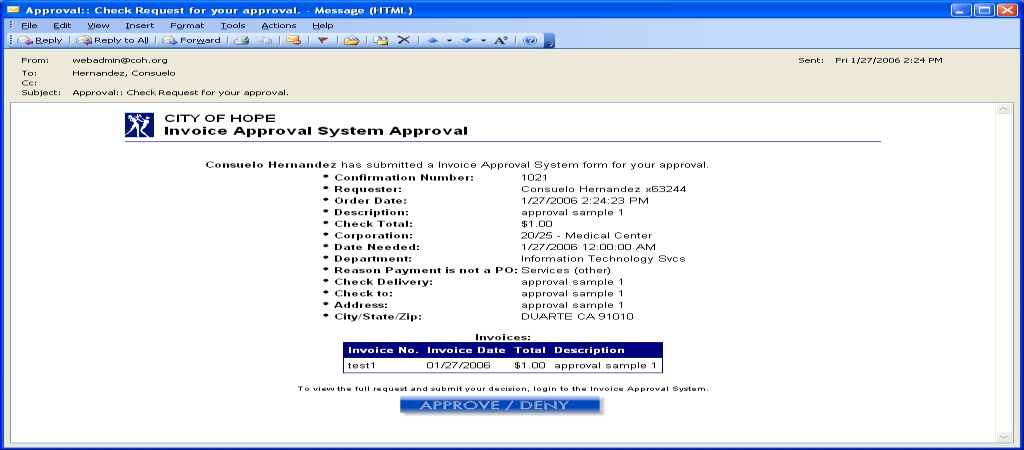 Approval:: Check Request for your approval. - Message (HTML)
File Edit View Insert Format Tools Actions Help
Reply Reply to All Forward
From: webadmin@coh.org Sent: Fri 1/27/2006 2:24 PM
To: Hernandez, Consuelo
Cc:
Subject: Approval:: Check Request for your approval.
CITY OF HOPE
Invoice Approval System Approval
Consuelo Hernandez has submitted a Invoice Approval System form for your approval.
• Confirmation Number: 1021
• Requester: Consuelo Hernandez x63244
• Order Date: 1/27/2006 2:24:23 PM
• Description: approval sample 1
• Check Total: $1.00
• Corporation: 20/25 - Medical Center
• Date Needed: 1/27/2006 12:00:00 AM
• Department: Information Technology Svcs
• Reason Payment is not a PO: Services (other)
• Check Delivery: approval sample 1
• Check to: approval sample 1
• Address: approval sample 1
• City/State/Zip: DUARTE CA 91010
Invoices:
Invoice No. Invoice Date Total Description
test1 01/27/2006 $1.00 approval sample 1
To view the full request and submit your decision, login to the Invoice Approval System.
APPROVE / DENY